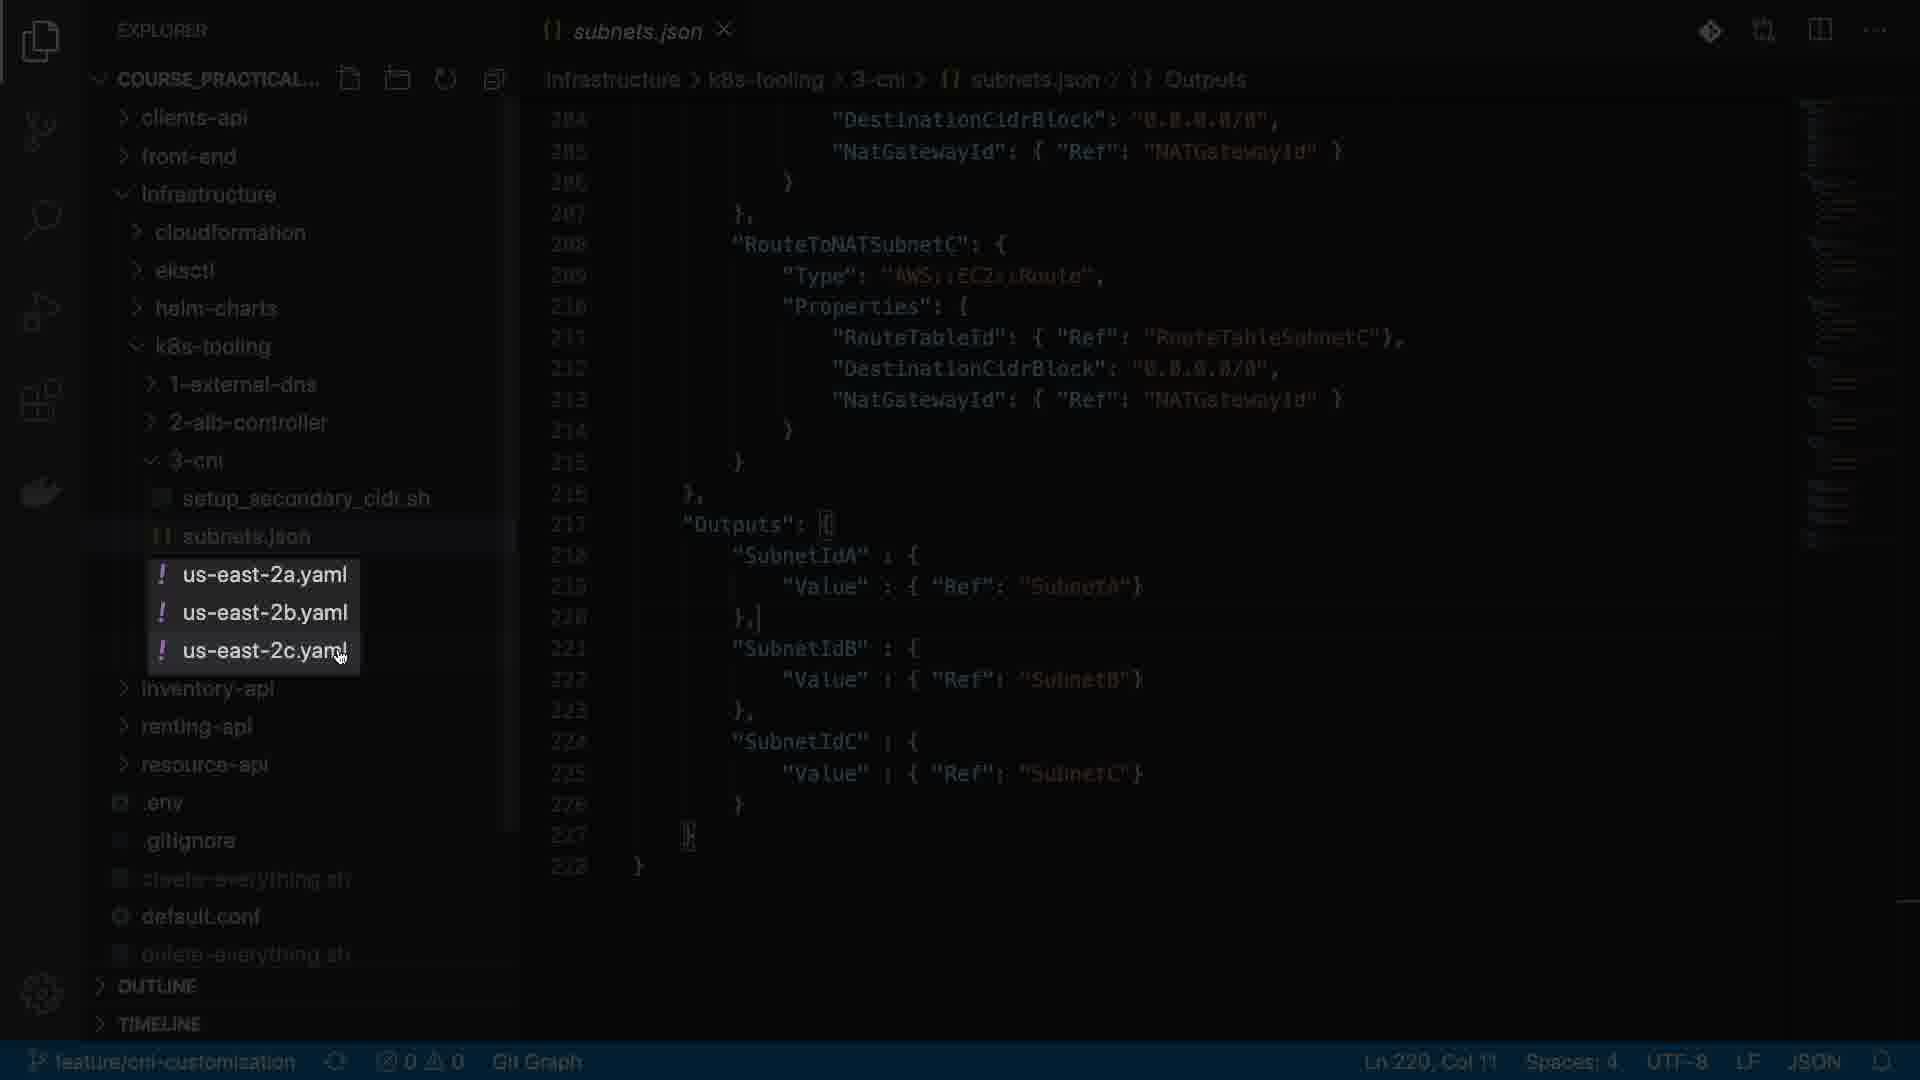 EXPLORER
COURSE_PRACTICAL...
clients-api
front-end
Infrastructure
cloudformation
eksctl
helm-charts
k8s-tooling
1-external-dns
2-alb-controller
3-cni
setup_secondary_cidr.sh
{} subnets.json
! us-east-2a.yaml
! us-east-2b.yaml
! us-east-2c.yaml
inventory-api
renting-api
resource-api
.env
.gitignore
create-everything.sh
default.conf
delete-everything.sh
OUTLINE
TIMELINE
{} subnets.json
Infrastructure > k8s-tooling > 3-cni > {} subnets.json > {} Outputs
204 "DestinationCidrBlock": "0.0.0.0/0",
205 "NatGatewayId": { "Ref": "NATGatewayId" }
206 }
207 },
208 "RouteToNATSubnetC": {
209 "Type": "AWS::EC2::Route",
210 "Properties": {
211 "RouteTableId": { "Ref": "RouteTableSubnetC"},
212 "DestinationCidrBlock": "0.0.0.0/0",
213 "NatGatewayId": { "Ref": "NATGatewayId" }
214 }
215 }
216 },
217 "Outputs": {
218 "SubnetIdA" : {
219 "Value" : { "Ref": "SubnetA"}
220 },
221 "SubnetIdB" : {
222 "Value" : { "Ref": "SubnetB"}
223 },
224 "SubnetIdC" : {
225 "Value" : { "Ref": "SubnetC"}
226 }
227 }
228 }
feature/cni-customisation 0 0 Git Graph Ln 220, Col 11 Spaces: 4 UTF-8 LF JSON